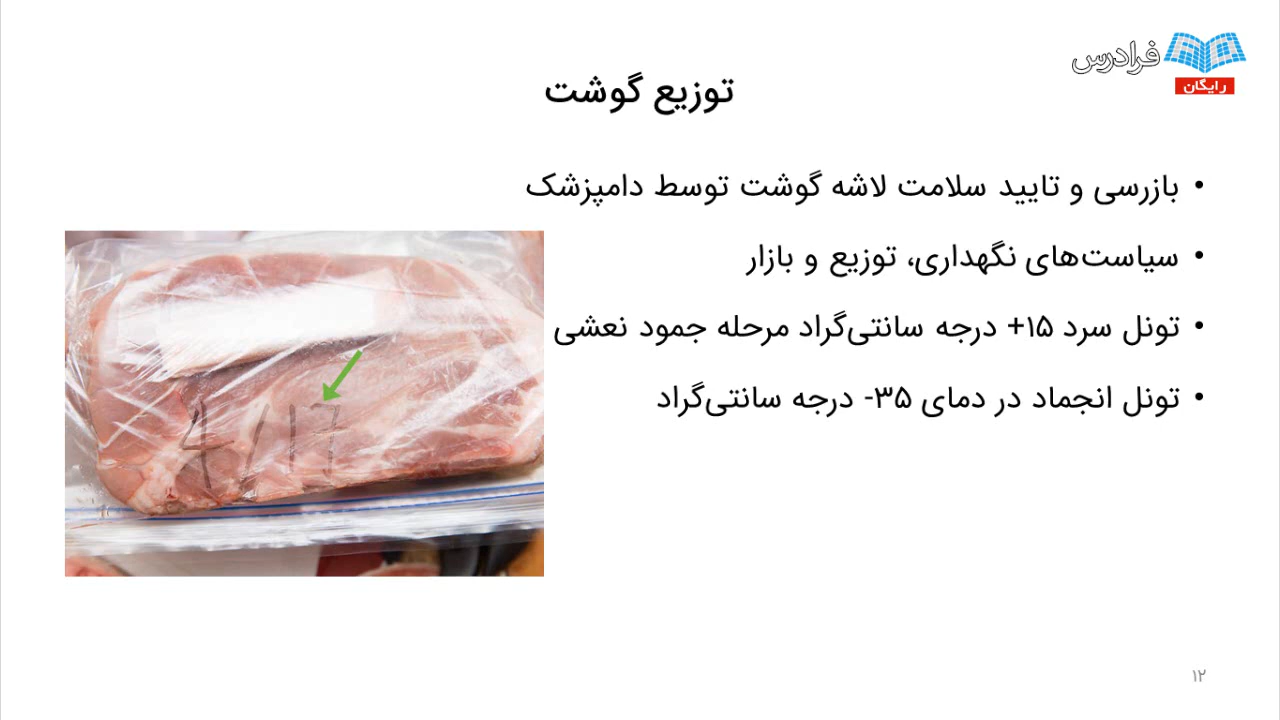 فرادرس
رایگان
توزیع گوشت
• بازرسی و تایید سلامت لاشه گوشت توسط دامپزشک
• سیاست‌های نگهداری، توزیع و بازار
• تونل سرد ۱۵+ درجه سانتی‌گراد مرحله جمود نعشی
• تونل انجماد در دمای ۳۵- درجه سانتی‌گراد
4/17
۱۲